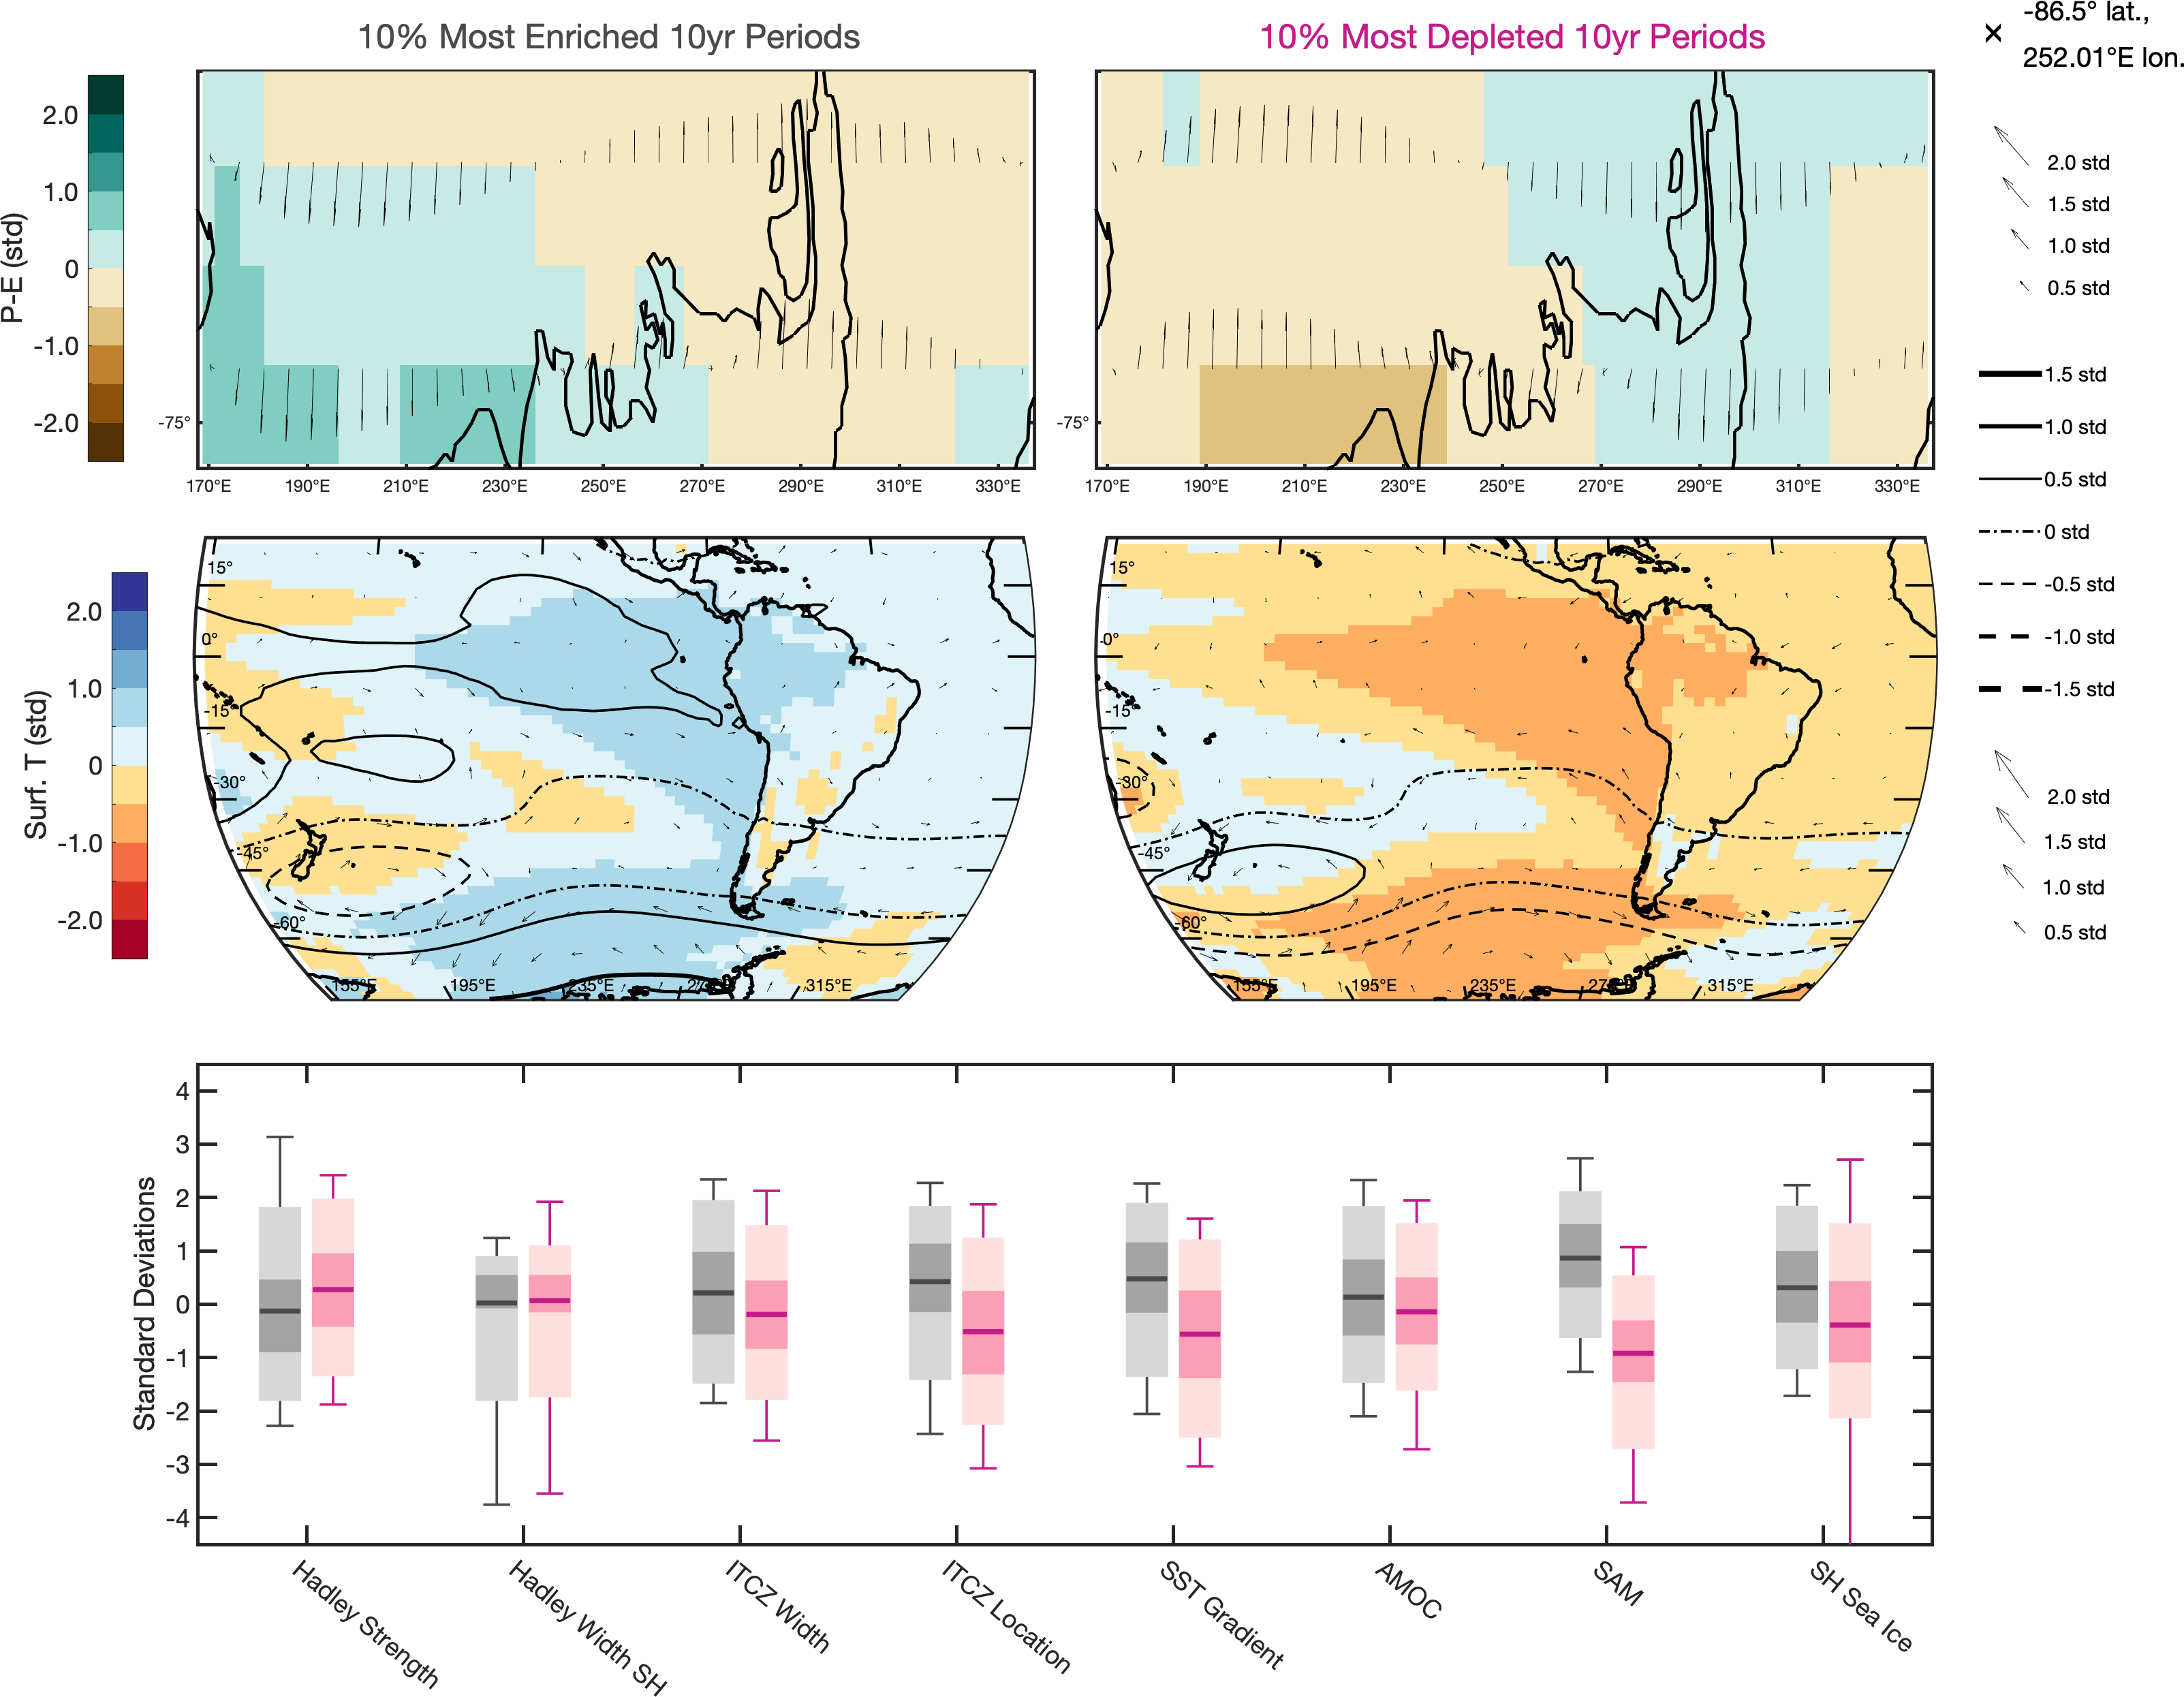 10% Most Enriched 10yr Periods
10% Most Depleted 10yr Periods
-86.5° lat.,
252.01°E lon.
P-E (std)
2.0
1.0
0
-1.0
-2.0
-75°
170°E 190°E 210°E 230°E 250°E 270°E 290°E 310°E 330°E
-75°
170°E 190°E 210°E 230°E 250°E 270°E 290°E 310°E 330°E
2.0 std
1.5 std
1.0 std
0.5 std
1.5 std
1.0 std
0.5 std
0 std
-0.5 std
-1.0 std
-1.5 std
Surf. T (std)
2.0
1.0
0
-1.0
-2.0
15°
0°
-15°
-30°
-45°
-60°
155°E 195°E 235°E 315°E
15°
0°
-15°
-30°
-45°
-60°
155°E 195°E 235°E 315°E
2.0 std
1.5 std
1.0 std
0.5 std
Standard Deviations
4
3
2
1
0
-1
-2
-3
-4
Hadley Strength
Hadley Width SH
ITCZ Width
ITCZ Location
SST Gradient
AMOC
SAM
SH Sea Ice